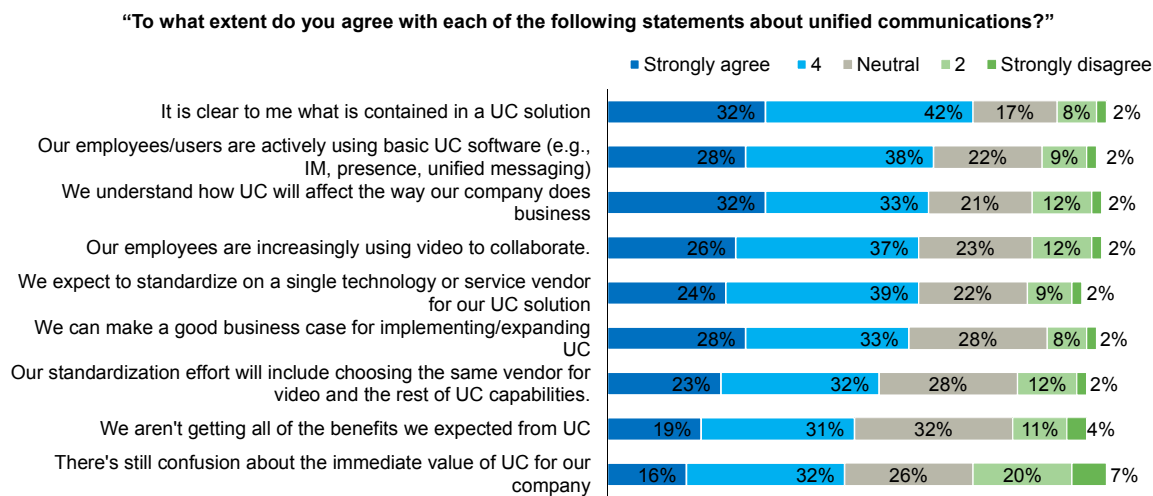 “To what extent do you agree with each of the following statements about unified communications?”
Strongly agree 4 Neutral 2 Strongly disagree
It is clear to me what is contained in a UC solution 32% 42% 17% 8% 2%
Our employees/users are actively using basic UC software (e.g.,
IM, presence, unified messaging) 28% 38% 22% 9% 2%
We understand how UC will affect the way our company does
business 32% 33% 21% 12% 2%
Our employees are increasingly using video to collaborate. 26% 37% 23% 12% 2%
We expect to standardize on a single technology or service vendor
for our UC solution 24% 39% 22% 9% 2%
We can make a good business case for implementing/expanding
UC 28% 33% 28% 8% 2%
Our standardization effort will include choosing the same vendor for
video and the rest of UC capabilities. 23% 32% 28% 12% 2%
We aren't getting all of the benefits we expected from UC 19% 31% 32% 11% 4%
There's still confusion about the immediate value of UC for our
company 16% 32% 26% 20% 7%